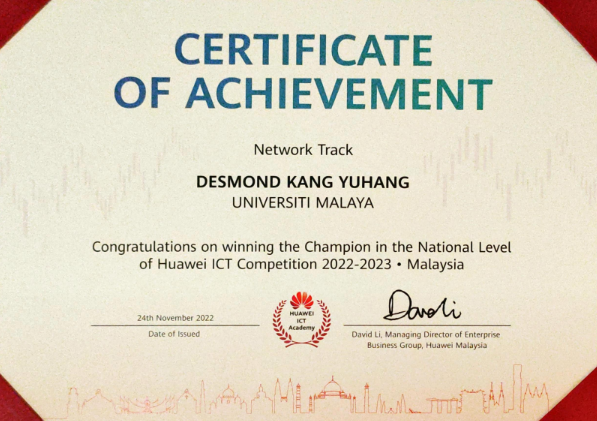 CERTIFICATE
OF ACHIEVEMENT
Network Track
DESMOND KANG YUHANG
UNIVERSITI MALAYA
Congratulations on winning the Champion in the National Level
of Huawei ICT Competition 2022-2023 • Malaysia
24th November 2022
Date of Issued
HUAWEI
ICT
Academy
Davoli
David Li, Managing Director of Enterprise
Business Group, Huawei Malaysia